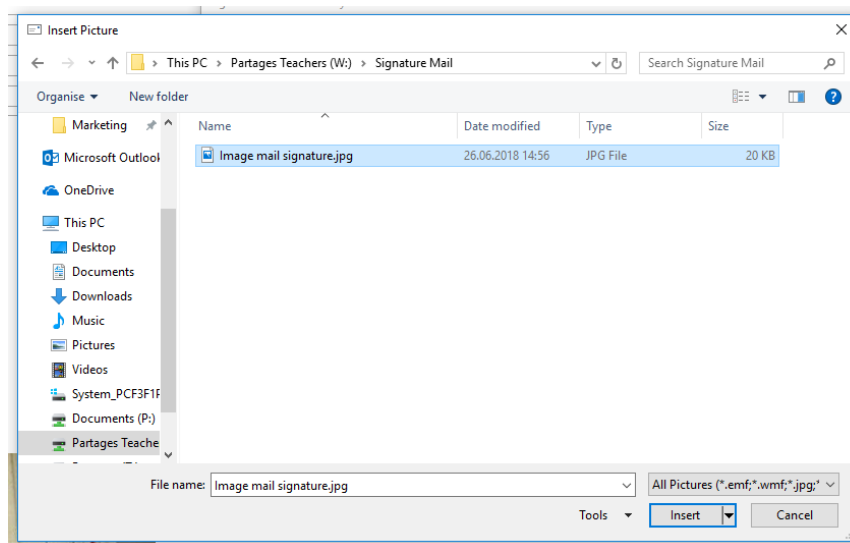 Insert Picture
This PC > Partages Teachers (W:) > Signature Mail
Search Signature Mail
Organise
New folder
Name
Date modified
Type
Size
Image mail signature.jpg
26.06.2018 14:56
JPG File
20 KB
Marketing
Microsoft Outlook
OneDrive
This PC
Desktop
Documents
Downloads
Music
Pictures
Videos
System_PCF3F1F
Documents (P:)
Partages Teache
File name:
Image mail signature.jpg
All Pictures (*.emf;*.wmf;*.jpg;*
Tools
Insert
Cancel